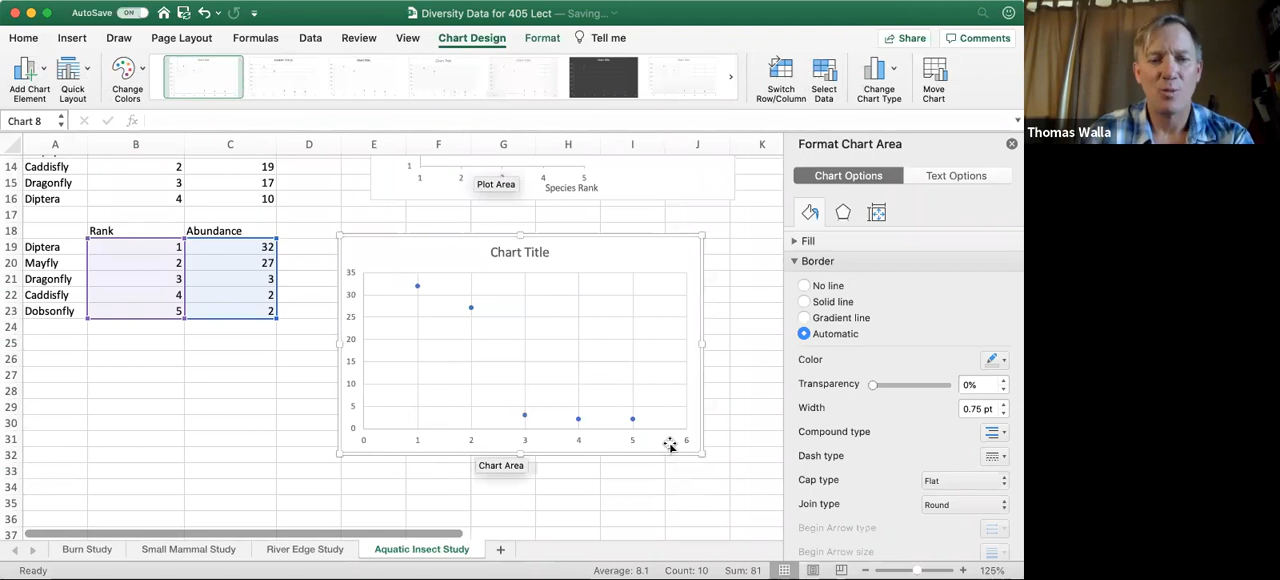 AutoSave ON Diversity Data for 405 Lect — Saving...
Home Insert Draw Page Layout Formulas Data Review View Chart Design Format Tell me Share Comments
Add Chart Element Quick Layout Change Colors Switch Row/Column Select Data Change Chart Type Move Chart
Chart 8 fx
A B C D E F G H I J K
14 Caddisfly 2 19
15 Dragonfly 3 17
16 Diptera 4 10
17
18 Rank Abundance
19 Diptera 1 32
20 Mayfly 2 27
21 Dragonfly 3 3
22 Caddisfly 4 2
23 Dobsonfly 5 2
24
25
26
27
28
29
30
31
32
33
34
35
36
37
1
1 2 3 4 5
Plot Area
Species Rank
Chart Title
35
30
25
20
15
10
5
0
0 1 2 3 4 5 6
Chart Area
Format Chart Area
Chart Options Text Options
Fill
Border
No line
Solid line
Gradient line
Automatic
Color
Transparency 0%
Width 0.75 pt
Compound type
Dash type
Cap type Flat
Join type Round
Begin Arrow type
Begin Arrow size
Burn Study Small Mammal Study River Edge Study Aquatic Insect Study
Ready Average: 8.1 Count: 10 Sum: 81 125%
Thomas Walla